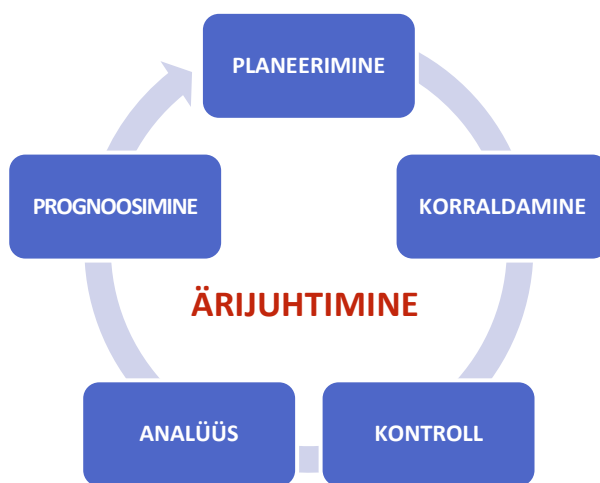 PLANEERIMINE
KORRALDAMINE
KONTROLL
ANALÜÜS
PROGNOOSIMINE
ÄRIJUHTIMINE